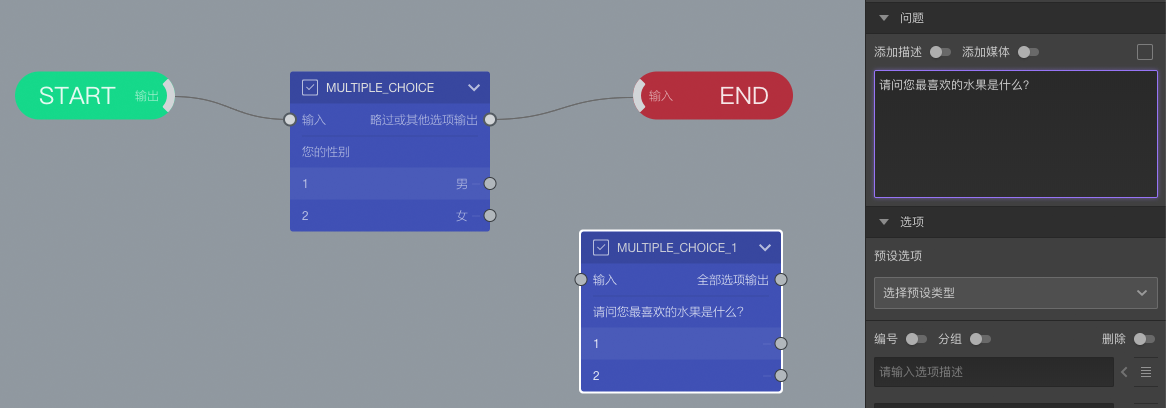 START 输出
MULTIPLE_CHOICE
输入 略过或其他选项输出
您的性别
1 男
2 女
输入 END
MULTIPLE_CHOICE_1
输入 全部选项输出
请问您最喜欢的水果是什么?
1
2
问题
添加描述 添加媒体
请问您最喜欢的水果是什么?
选项
预设选项
选择预设类型
编号 分组 删除
请输入选项描述